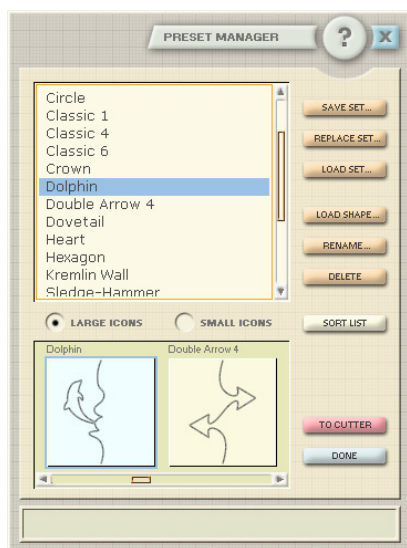 PRESET MANAGER
?
X
Circle
Classic 1
Classic 4
Classic 6
Crown
Dolphin
Double Arrow 4
Dovetail
Heart
Hexagon
Kremlin Wall
Sledge-Hammer
SAVE SET...
REPLACE SET...
LOAD SET...
LOAD SHAPE...
RENAME...
DELETE
LARGE ICONS
SMALL ICONS
SORT LIST
Dolphin
Double Arrow 4
TO CUTTER
DONE